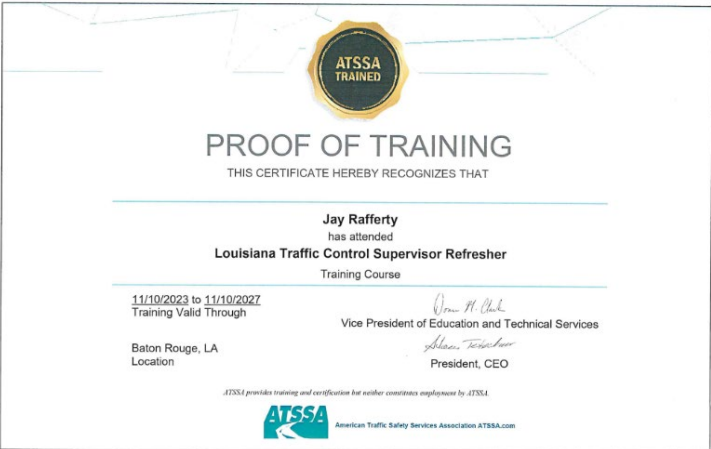 ATSSA
TRAINED
PROOF OF TRAINING
THIS CERTIFICATE HEREBY RECOGNIZES THAT
Jay Rafferty
has attended
Louisiana Traffic Control Supervisor Refresher
Training Course
11/10/2023 to 11/10/2027
Training Valid Through
Vice President of Education and Technical Services
Baton Rouge, LA
Location
President, CEO
ATSSA provides training and certification but neither constitutes employment by ATSSA.
ATSSA
American Traffic Safety Services Association ATSSA.com